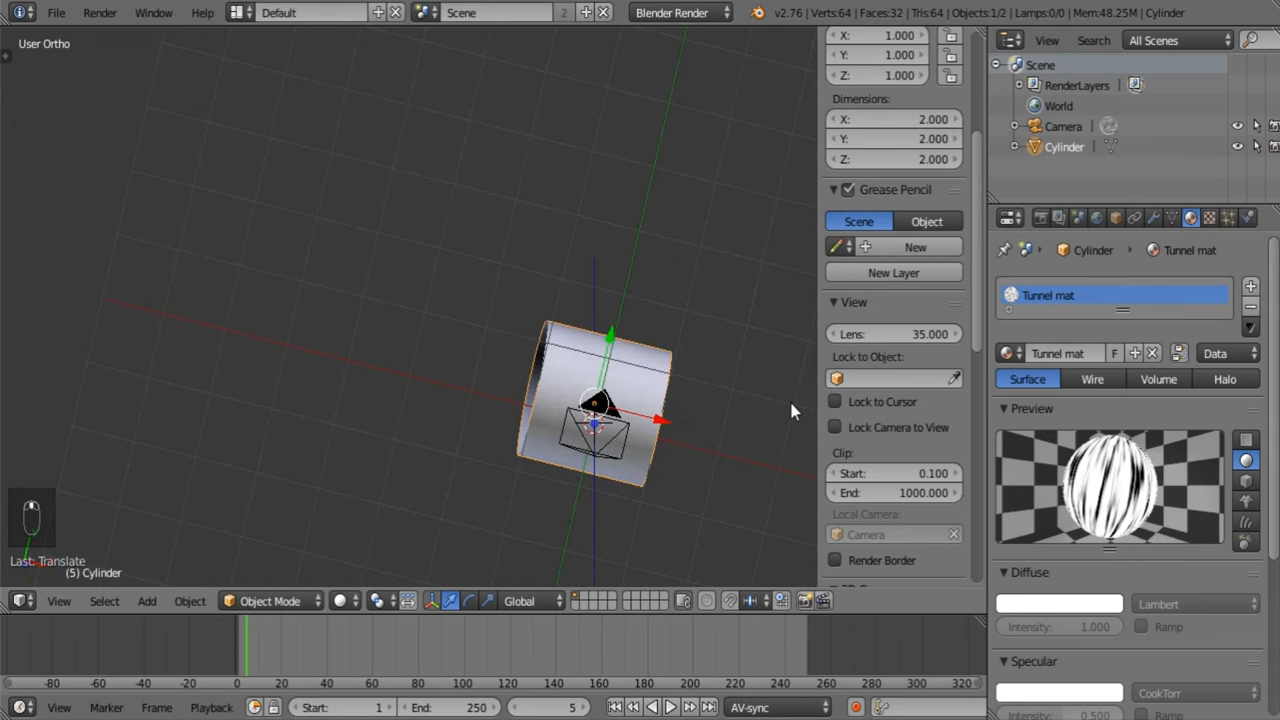 File Render Window Help Default Scene 2 Blender Render v2.76 | Verts:64 | Faces:32 | Tris:64 | Objects:1/2 | Lamps:0/0 | Mem:48.25M | Cylinder
User Ortho
Last: Translate
(5) Cylinder
X: 1.000
Y: 1.000
Z: 1.000
Dimensions:
X: 2.000
Y: 2.000
Z: 2.000
Grease Pencil
Scene Object
New
New Layer
View
Lens: 35.000
Lock to Object:
Lock to Cursor
Lock Camera to View
Clip:
Start: 0.100
End: 1000.000
Local Camera:
Camera
Render Border
View Search All Scenes
Scene
RenderLayers
World
Camera
Cylinder
Cylinder Tunnel mat
Tunnel mat
Tunnel mat F Data
Surface Wire Volume Halo
Preview
Diffuse
Lambert
Intensity: 1.000 Ramp
Specular
CookTorr
Intensity: 0.500 Ramp
View Select Add Object Object Mode Global
-80 -60 -40 -20 0 20 40 60 80 100 120 140 160 180 200 220 240 260 280 300 320
View Marker Frame Playback Start: 1 End: 250 5 AV-sync